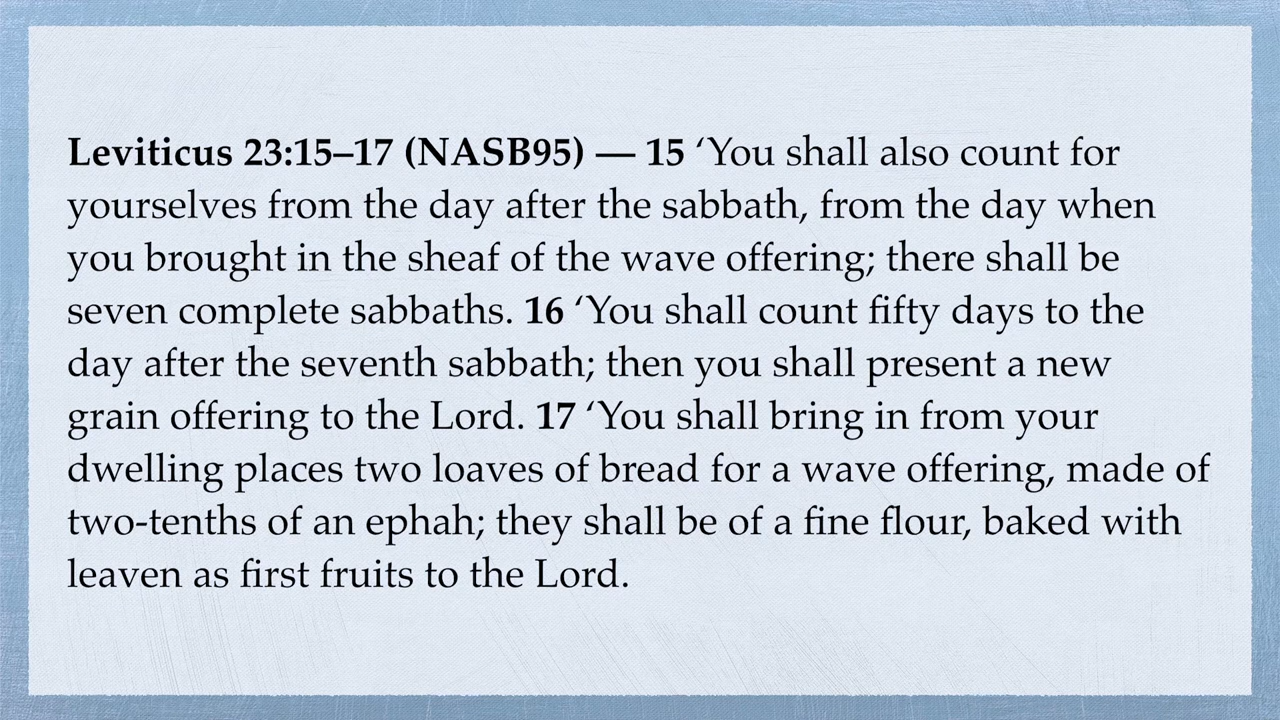 Leviticus 23:15–17 (NASB95) — 15 ‘You shall also count for
yourselves from the day after the sabbath, from the day when
you brought in the sheaf of the wave offering; there shall be
seven complete sabbaths. 16 ‘You shall count fifty days to the
day after the seventh sabbath; then you shall present a new
grain offering to the Lord. 17 ‘You shall bring in from your
dwelling places two loaves of bread for a wave offering, made of
two-tenths of an ephah; they shall be of a fine flour, baked with
leaven as first fruits to the Lord.